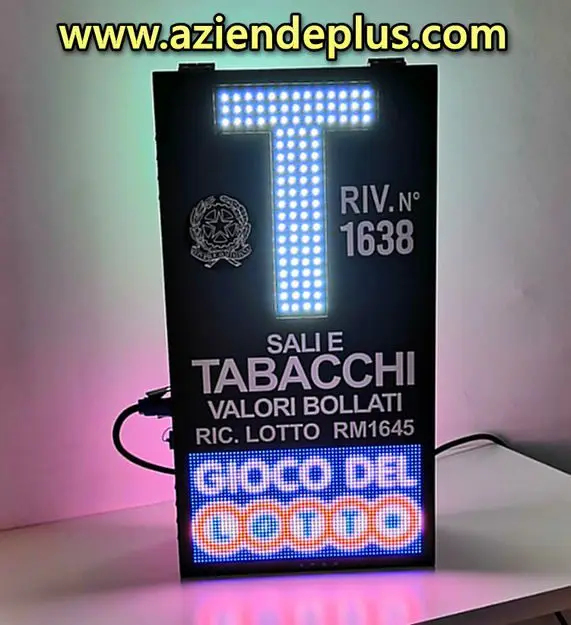 www.aziendeplus.com
T
RIV. N°
1638
SALI E
TABACCHI
VALORI BOLLATI
RIC. LOTTO RM1645
GIOCO DEL
LOTTO